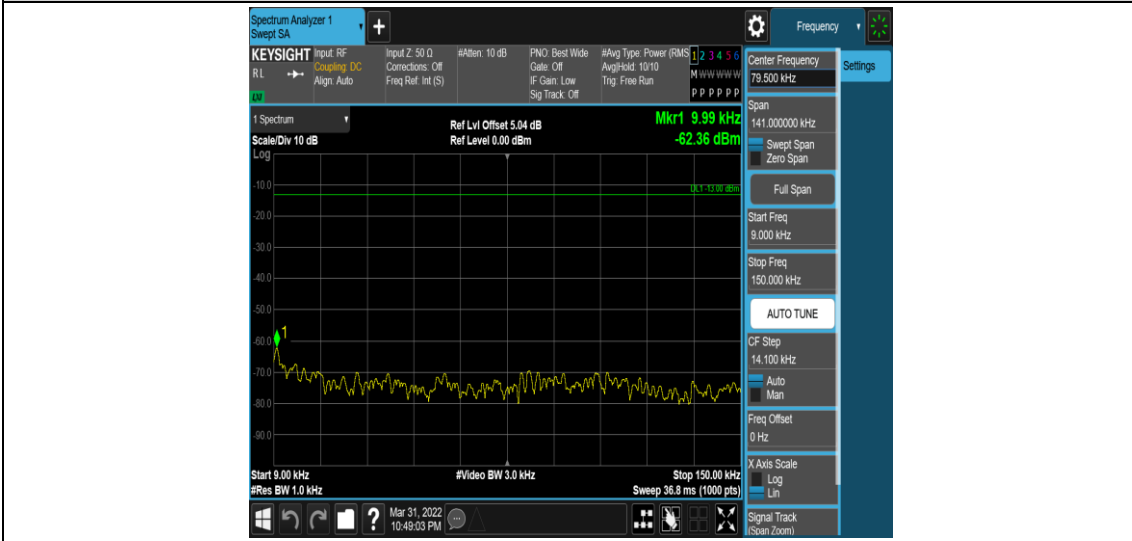 Spectrum Analyzer 1
Swept SA
+
Frequency
KEYSIGHT
RL
LXI
Input: RF
Coupling: DC
Align: Auto
Input Z: 50 Ω
Corrections: Off
Freq Ref: Int (S)
#Atten: 10 dB
PNO: Best Wide
Gate: Off
IF Gain: Low
Sig Track: Off
#Avg Type: Power (RMS
Avg|Hold: 10/10
Trig: Free Run
1 2 3 4 5 6
M W W W W W
P P P P P P
1 Spectrum
Scale/Div 10 dB
Ref Lvl Offset 5.04 dB
Ref Level 0.00 dBm
Mkr1 9.99 kHz
-62.36 dBm
Log
DL1 -13.00 dBm
-10.0
-20.0
-30.0
-40.0
-50.0
-60.0
-70.0
-80.0
-90.0
1
Start 9.00 kHz
#Res BW 1.0 kHz
#Video BW 3.0 kHz
Stop 150.00 kHz
Sweep 36.8 ms (1000 pts)
Center Frequency
79.500 kHz
Settings
Span
141.000000 kHz
Swept Span
Zero Span
Full Span
Start Freq
9.000 kHz
Stop Freq
150.000 kHz
AUTO TUNE
CF Step
14.100 kHz
Auto
Man
Freq Offset
0 Hz
X Axis Scale
Log
Lin
Signal Track
(Span Zoom)
?
Mar 31, 2022
10:49:03 PM